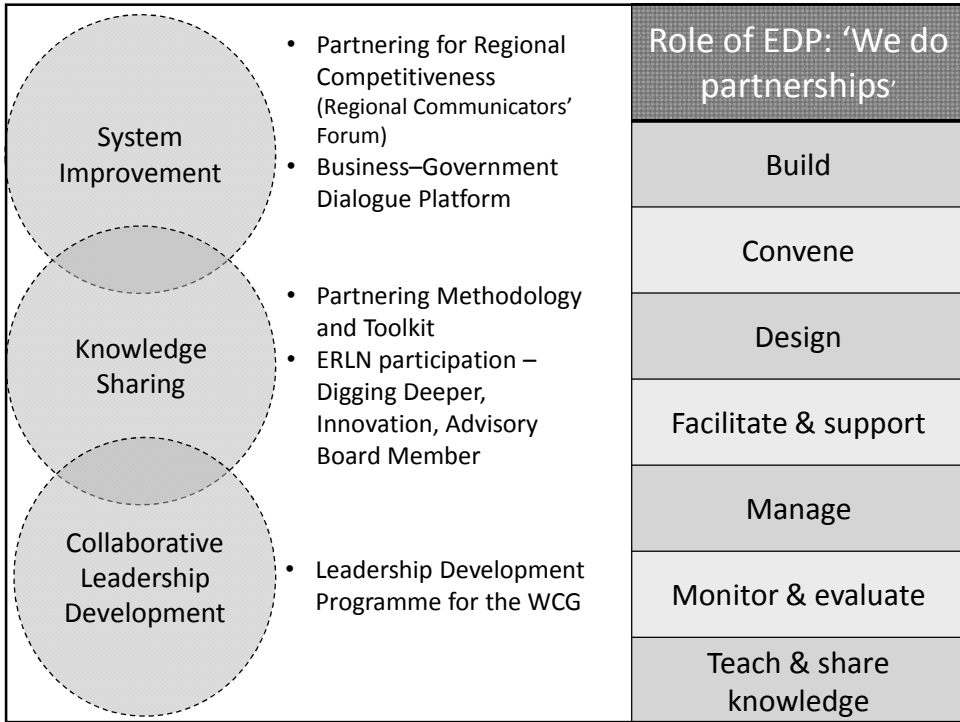 System
Improvement
• Partnering for Regional
Competitiveness
(Regional Communicators’
Forum)
• Business–Government
Dialogue Platform
Knowledge
Sharing
• Partnering Methodology
and Toolkit
• ERLN participation –
Digging Deeper,
Innovation, Advisory
Board Member
Collaborative
Leadership
Development
• Leadership Development
Programme for the WCG
Role of EDP: ‘We do
partnerships’
Build
Convene
Design
Facilitate & support
Manage
Monitor & evaluate
Teach & share
knowledge